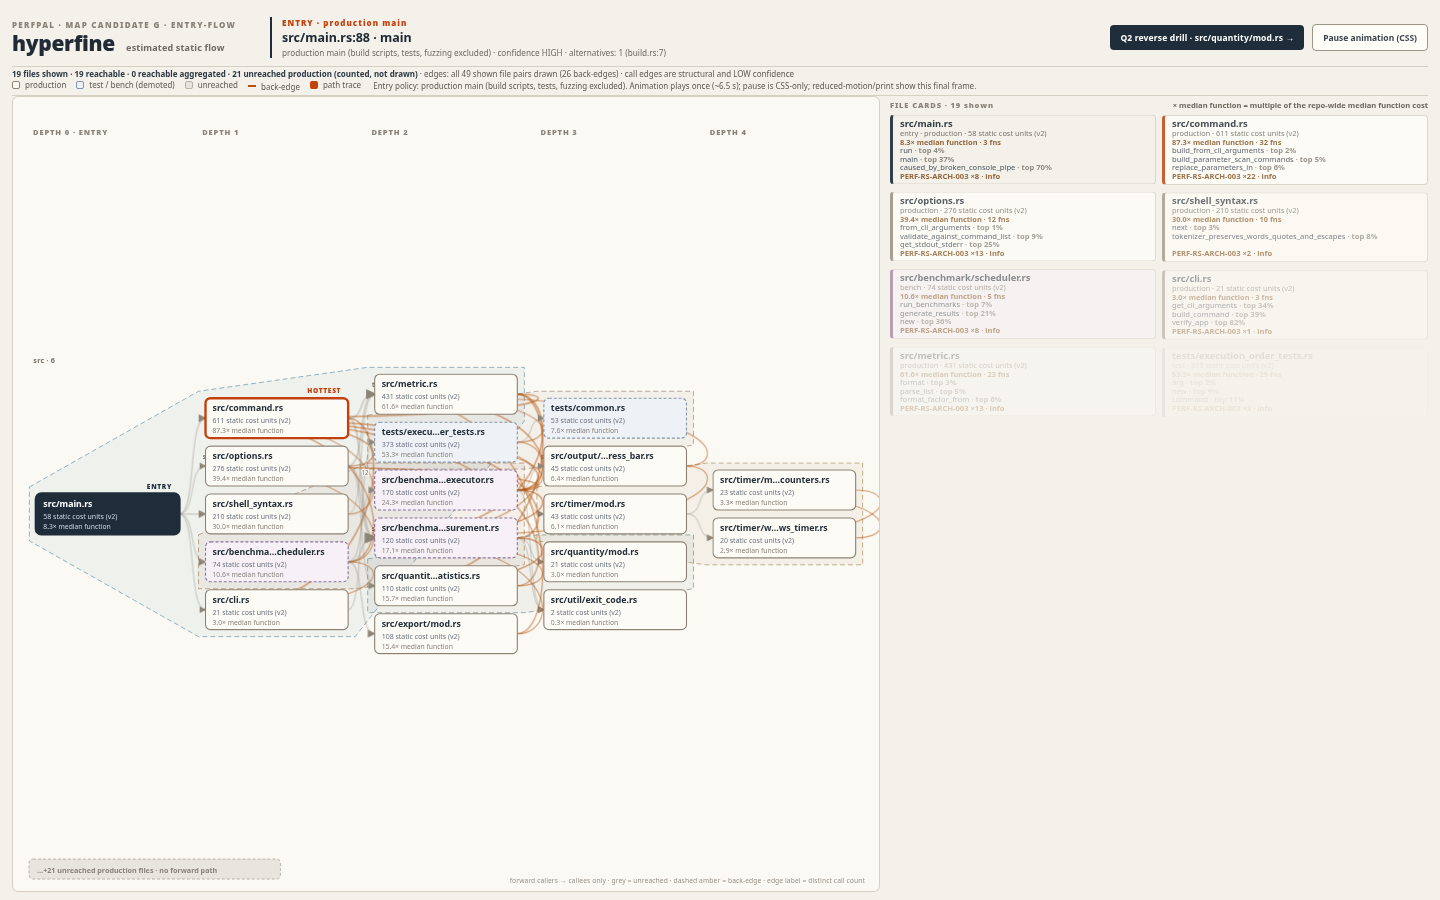 PERFPAL · MAP CANDIDATE G · ENTRY-FLOW
hyperfine estimated static flow
ENTRY · production main
src/main.rs:88 · main
production main (build scripts, tests, fuzzing excluded) · confidence HIGH · alternatives: 1 (build.rs:7)
Q2 reverse drill · src/quantity/mod.rs →
Pause animation (CSS)
19 files shown · 19 reachable · 0 reachable aggregated · 21 unreached production (counted, not drawn) · edges: all 49 shown file pairs drawn (26 back-edges) · call edges are structural and LOW confidence
production test / bench (demoted) unreached back-edge path trace Entry policy: production main (build scripts, tests, fuzzing excluded). Animation plays once (~6.5 s); pause is CSS-only; reduced-motion/print show this final frame.
DEPTH 0 · ENTRY
DEPTH 1
DEPTH 2
DEPTH 3
DEPTH 4
src · 6
ENTRY
src/main.rs
58 static cost units (v2)
8.3× median function
HOTTEST
src/command.rs
611 static cost units (v2)
87.3× median function
src/options.rs
276 static cost units (v2)
39.4× median function
src/shell_syntax.rs
210 static cost units (v2)
30.0× median function
src/benchma…cheduler.rs
74 static cost units (v2)
10.6× median function
src/cli.rs
21 static cost units (v2)
3.0× median function
src/metric.rs
431 static cost units (v2)
61.6× median function
tests/execu…er_tests.rs
373 static cost units (v2)
53.3× median function
src/benchma…executor.rs
170 static cost units (v2)
24.3× median function
src/benchma…surement.rs
120 static cost units (v2)
17.1× median function
src/quantit…atistics.rs
110 static cost units (v2)
15.7× median function
src/export/mod.rs
108 static cost units (v2)
15.4× median function
tests/common.rs
53 static cost units (v2)
7.6× median function
src/output/…ress_bar.rs
45 static cost units (v2)
6.4× median function
src/timer/mod.rs
43 static cost units (v2)
6.1× median function
src/quantity/mod.rs
21 static cost units (v2)
3.0× median function
src/util/exit_code.rs
2 static cost units (v2)
0.3× median function
src/timer/m…counters.rs
23 static cost units (v2)
3.3× median function
src/timer/w…ws_timer.rs
20 static cost units (v2)
2.9× median function
…+21 unreached production files · no forward path
forward callers → callees only · grey = unreached · dashed amber = back-edge · edge label = distinct call count
FILE CARDS · 19 shown
× median function = multiple of the repo-wide median function cost
src/main.rs
entry · production · 58 static cost units (v2)
8.3× median function · 3 fns
run · top 4%
main · top 37%
caused_by_broken_console_pipe · top 70%
PERF-RS-ARCH-003 ×8 · info
src/command.rs
production · 611 static cost units (v2)
87.3× median function · 32 fns
build_from_cli_arguments · top 2%
build_parameter_scan_commands · top 5%
replace_parameters_in · top 6%
PERF-RS-ARCH-003 ×22 · info
src/options.rs
production · 276 static cost units (v2)
39.4× median function · 12 fns
from_cli_arguments · top 1%
validate_against_command_list · top 9%
get_stdout_stderr · top 25%
PERF-RS-ARCH-003 ×13 · info
src/shell_syntax.rs
production · 210 static cost units (v2)
30.0× median function · 10 fns
next · top 3%
tokenizer_preserves_words_quotes_and_escapes · top 8%
PERF-RS-ARCH-003 ×2 · info
src/benchmark/scheduler.rs
bench · 74 static cost units (v2)
10.6× median function · 5 fns
run_benchmarks · top 7%
generate_results · top 21%
new · top 36%
PERF-RS-ARCH-003 ×8 · info
src/cli.rs
production · 21 static cost units (v2)
3.0× median function · 3 fns
get_cli_arguments · top 34%
build_command · top 39%
verify_app · top 82%
PERF-RS-ARCH-003 ×1 · info
src/metric.rs
production · 431 static cost units (v2)
61.6× median function · 23 fns
format · top 3%
parse_list · top 6%
format_factor_from · top 6%
PERF-RS-ARCH-003 ×13 · info
tests/execution_order_tests.rs